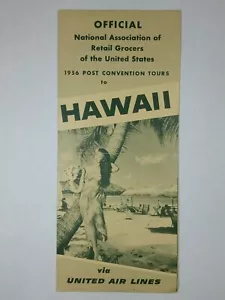 OFFICIAL
National Association of
Retail Grocers
of the United States
1956 POST CONVENTION TOURS
to
HAWAII
via
UNITED AIR LINES